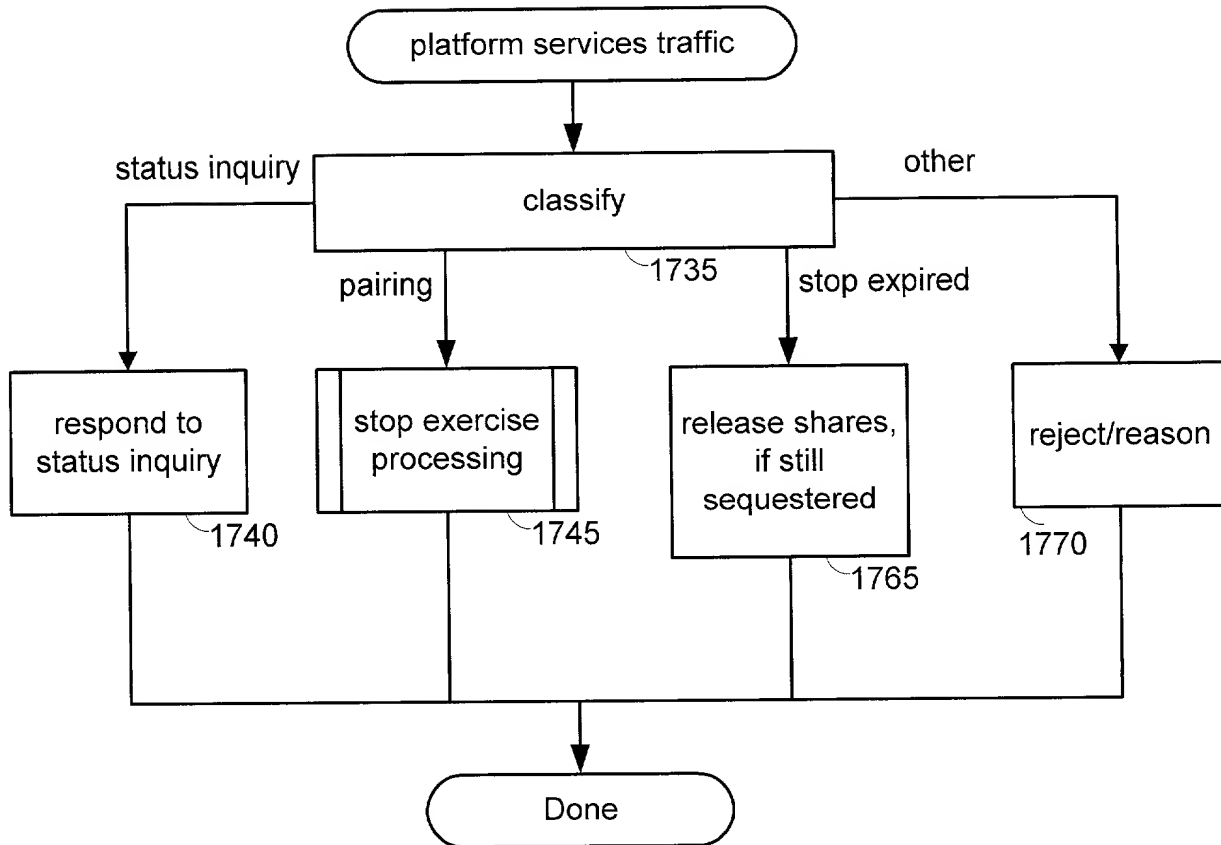 platform services traffic
status inquiry
other
classify
1735
pairing
stop expired
respond to
status inquiry
stop exercise
processing
release shares,
if still
sequestered
reject/reason
1740
1745
1765
1770
Done